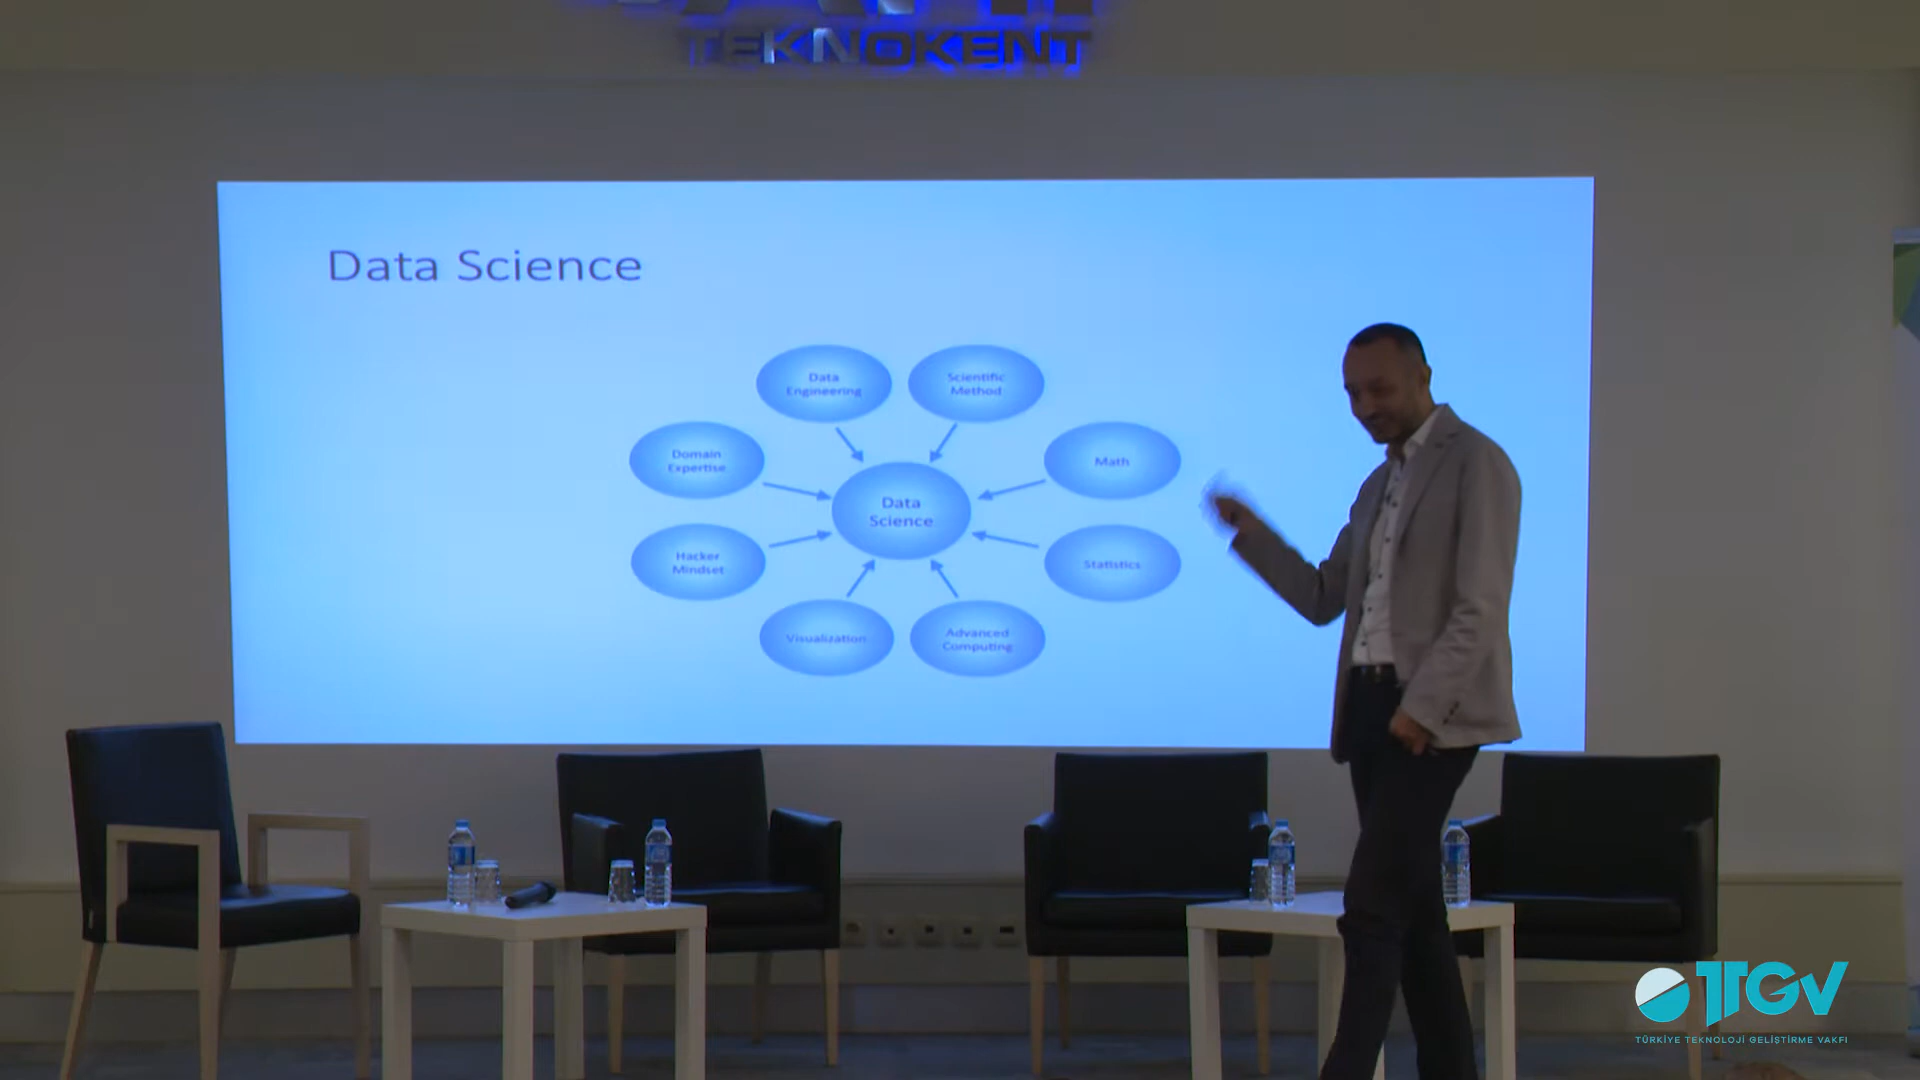 TEKNOKENT
Data Science
Data
Engineering
Scientific
Method
Domain
Expertise
Math
Data
Science
Hacker
Mindset
Statistics
Visualization
Advanced
Computing
TTGV
TÜRKİYE TEKNOLOJİ GELİŞTİRME VAKFI